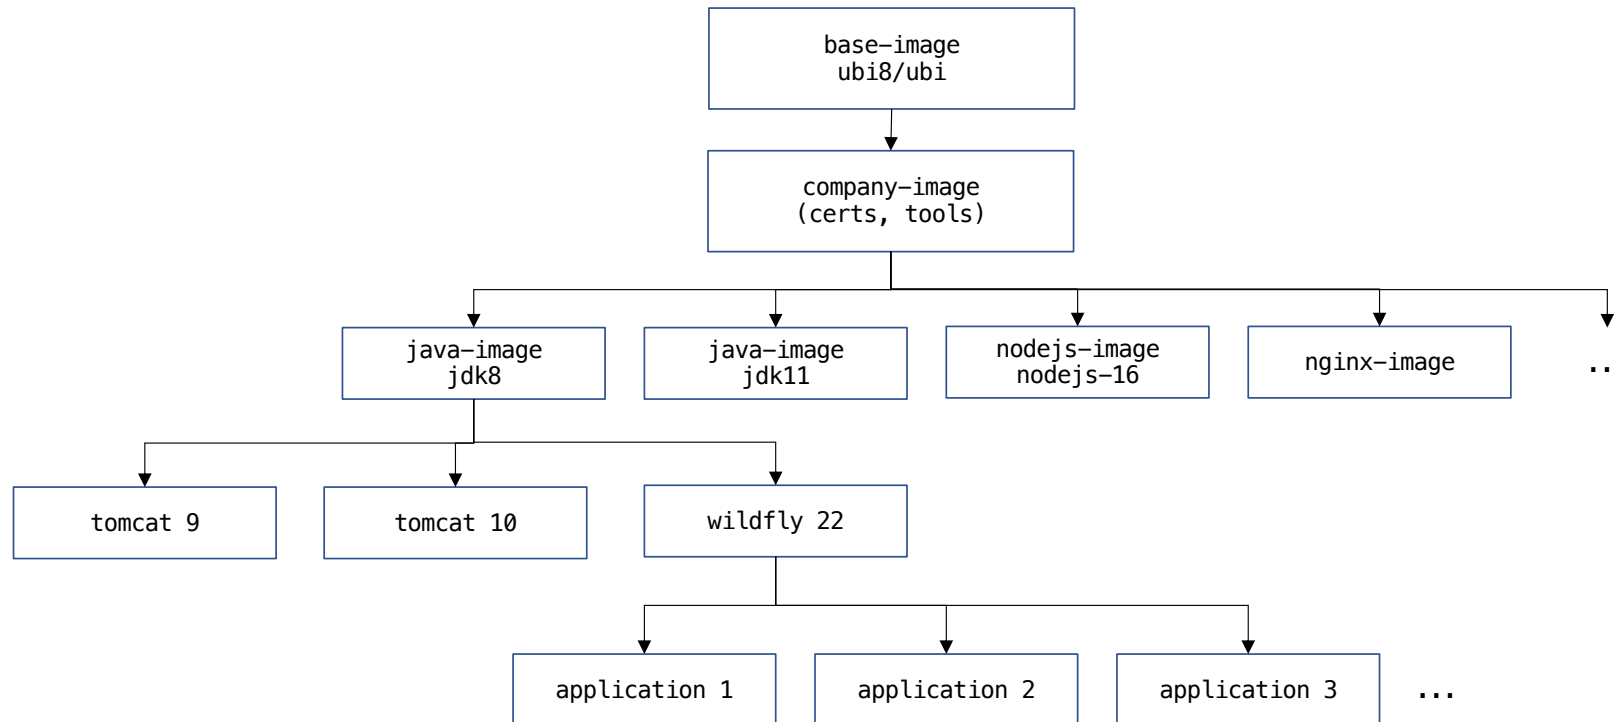 base-image
ubi8/ubi
company-image
(certs, tools)
java-image
jdk8
java-image
jdk11
nodejs-image
nodejs-16
nginx-image
..
tomcat 9
tomcat 10
wildfly 22
application 1
application 2
application 3
...